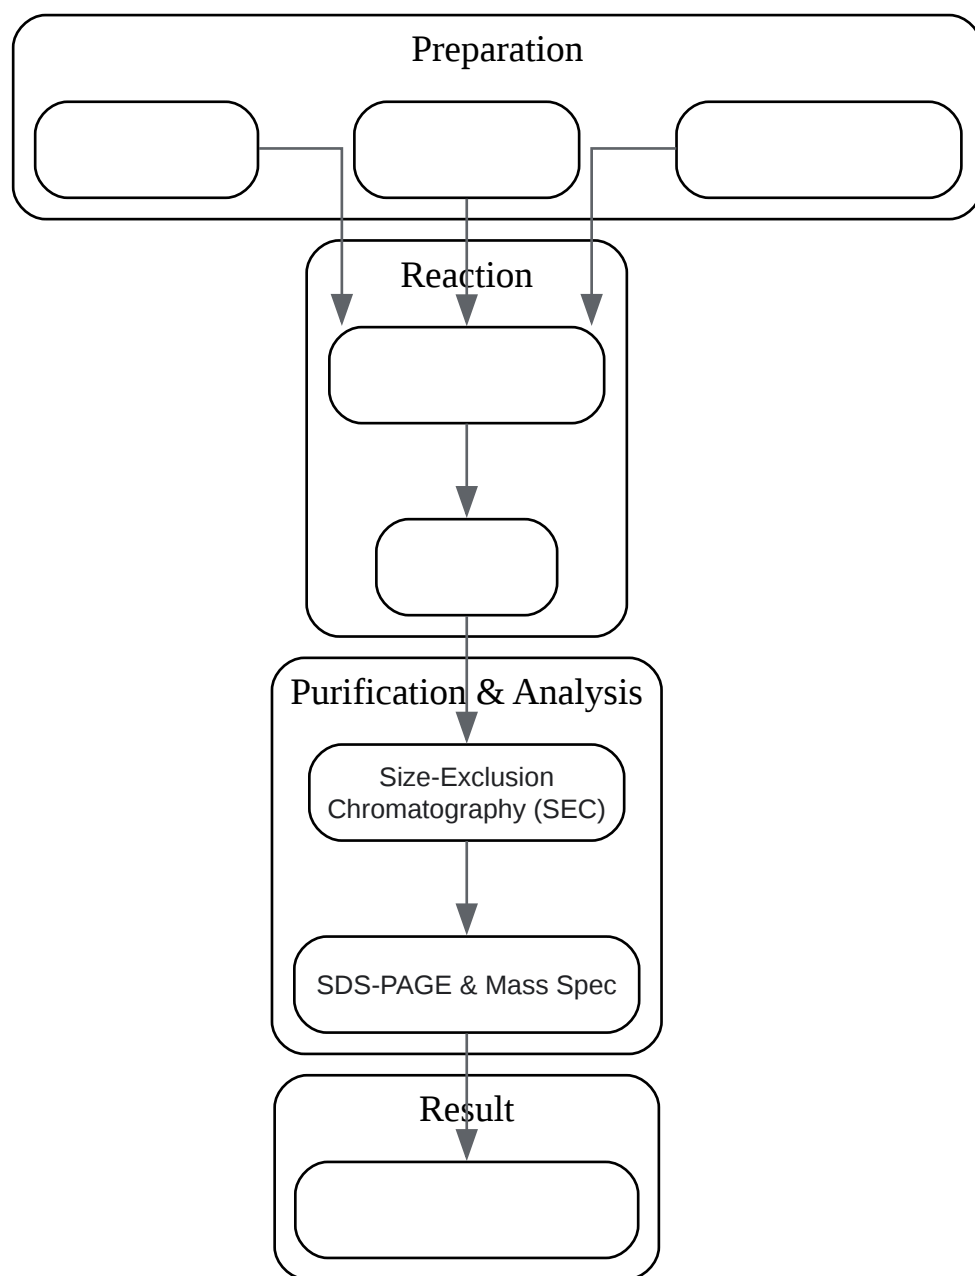 Preparation
Reaction
Purification & Analysis
Size-Exclusion
Chromatography (SEC)
SDS-PAGE & Mass Spec
Result